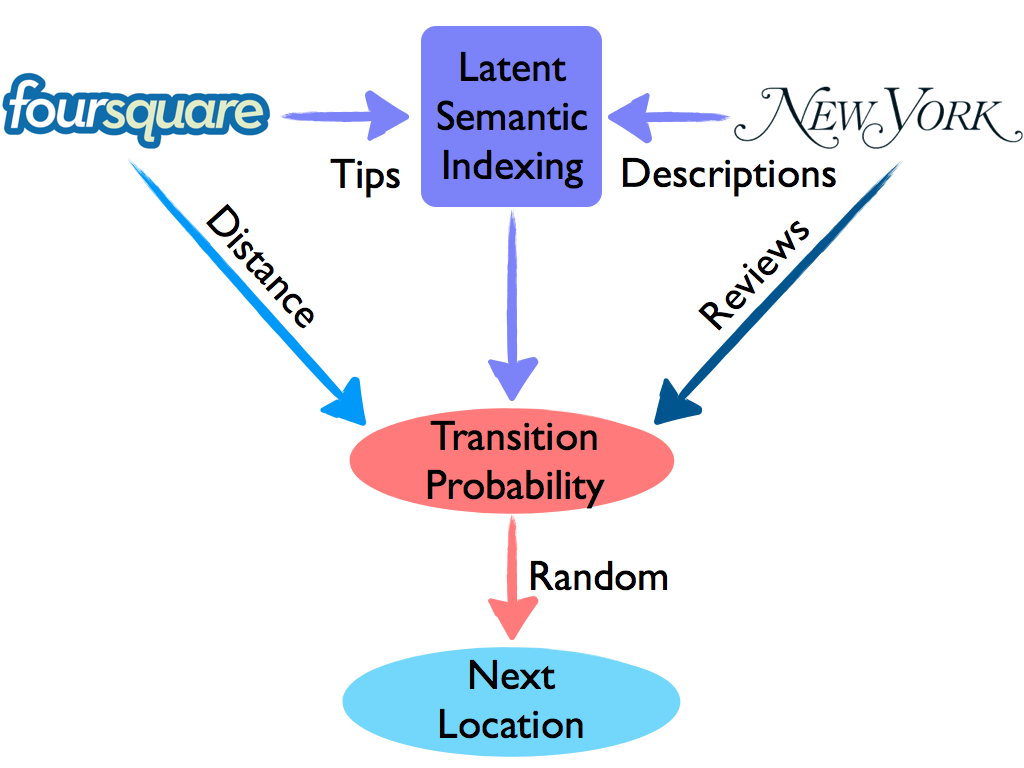 Latent
Semantic
Indexing
foursquare
NEW YORK
Tips
Descriptions
Distance
Reviews
Transition
Probability
Random
Next
Location